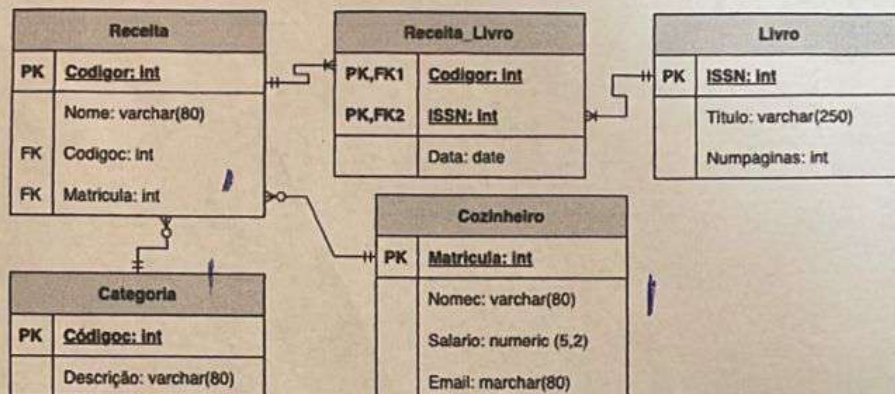 Receita
PK Codigor: int
Nome: varchar(80)
FK Codigoc: int
FK Matricula: int
Receita_Livro
PK,FK1 Codigor: int
PK,FK2 ISSN: int
Data: date
Livro
PK ISSN: int
Titulo: varchar(250)
Numpaginas: int
Cozinheiro
PK Matricula: int
Nomec: varchar(80)
Salario: numeric (5,2)
Email: marchar(80)
Categoria
PK Códigoc: int
Descrição: varchar(80)